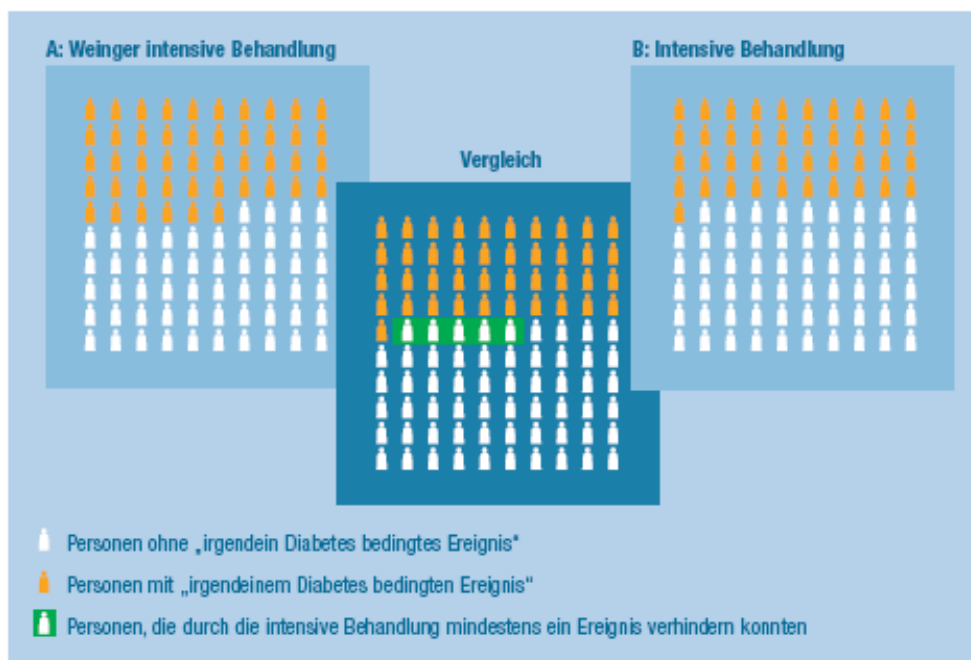 A: Weinger intensive Behandlung
B: Intensive Behandlung
Vergleich
Personen ohne „irgendein Diabetes bedingtes Ereignis“
Personen mit „irgendeinem Diabetes bedingten Ereignis“
Personen, die durch die intensive Behandlung mindestens ein Ereignis verhindern konnten